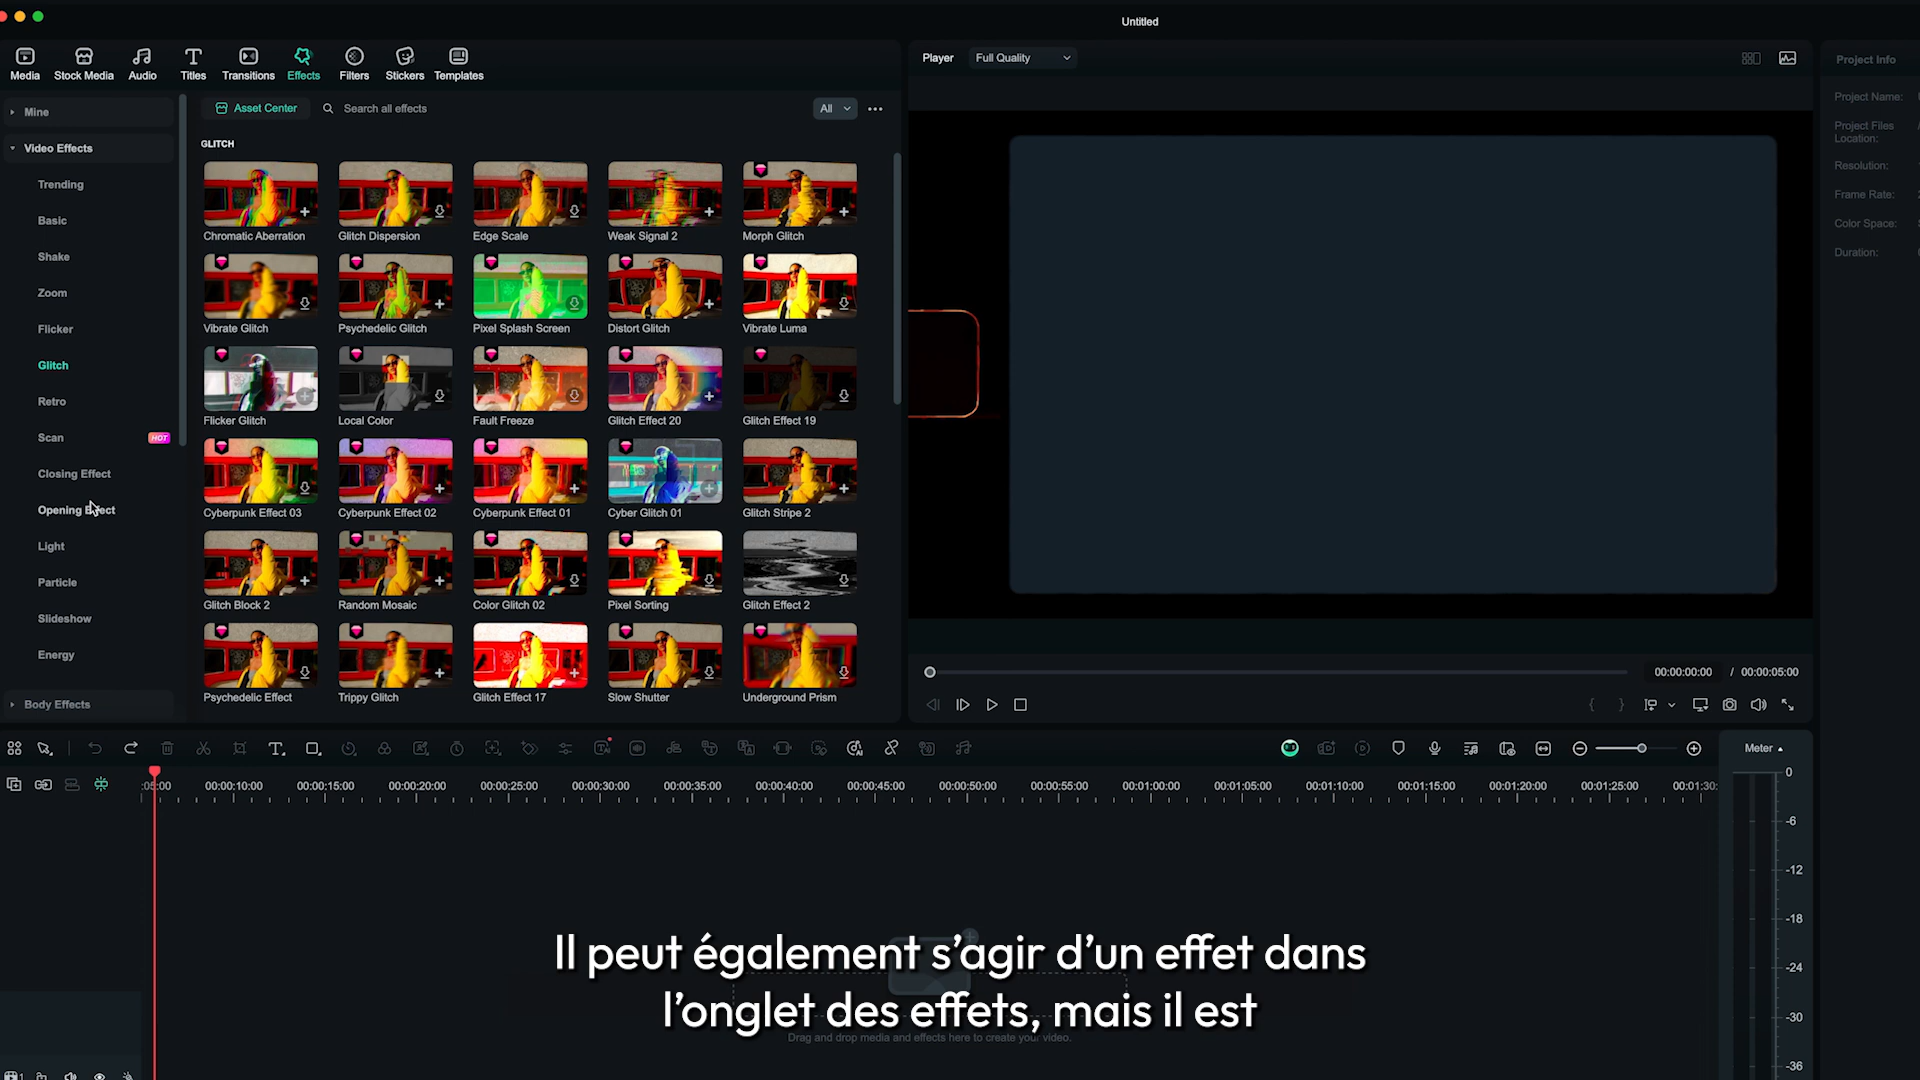 Untitled
Media
Stock Media
Audio
Titles
Transitions
Effects
Filters
Stickers
Templates
Player
Full Quality
Project Info
Mine
Asset Center
Search all effects
All
Project Name:
Project Files
Location:
Resolution:
Frame Rate:
Color Space:
Duration:
Video Effects
Trending
Basic
Shake
Zoom
Flicker
Glitch
Retro
Scan
HOT
Closing Effect
Opening Effect
Light
Particle
Slideshow
Energy
Body Effects
GLITCH
Chromatic Aberration
Glitch Dispersion
Edge Scale
Weak Signal 2
Morph Glitch
Vibrate Glitch
Psychedelic Glitch
Pixel Splash Screen
Distort Glitch
Vibrate Luma
Flicker Glitch
Local Color
Fault Freeze
Glitch Effect 20
Glitch Effect 19
Cyberpunk Effect 03
Cyberpunk Effect 02
Cyberpunk Effect 01
Cyber Glitch 01
Glitch Stripe 2
Glitch Block 2
Random Mosaic
Color Glitch 02
Pixel Sorting
Glitch Effect 2
Psychedelic Effect
Trippy Glitch
Glitch Effect 17
Slow Shutter
Underground Prism
00:00:00:00 / 00:00:05:00
Meter
:05:00
00:00:10:00
00:00:15:00
00:00:20:00
00:00:25:00
00:00:30:00
00:00:35:00
00:00:40:00
00:00:45:00
00:00:50:00
00:00:55:00
00:01:00:00
00:01:05:00
00:01:10:00
00:01:15:00
00:01:20:00
00:01:25:00
00:01:30:
0
-6
-12
-18
-24
-30
-36
Il peut également s’agir d’un effet dans
l’onglet des effets, mais il est
Drag and drop media and effects here to create your video.
1